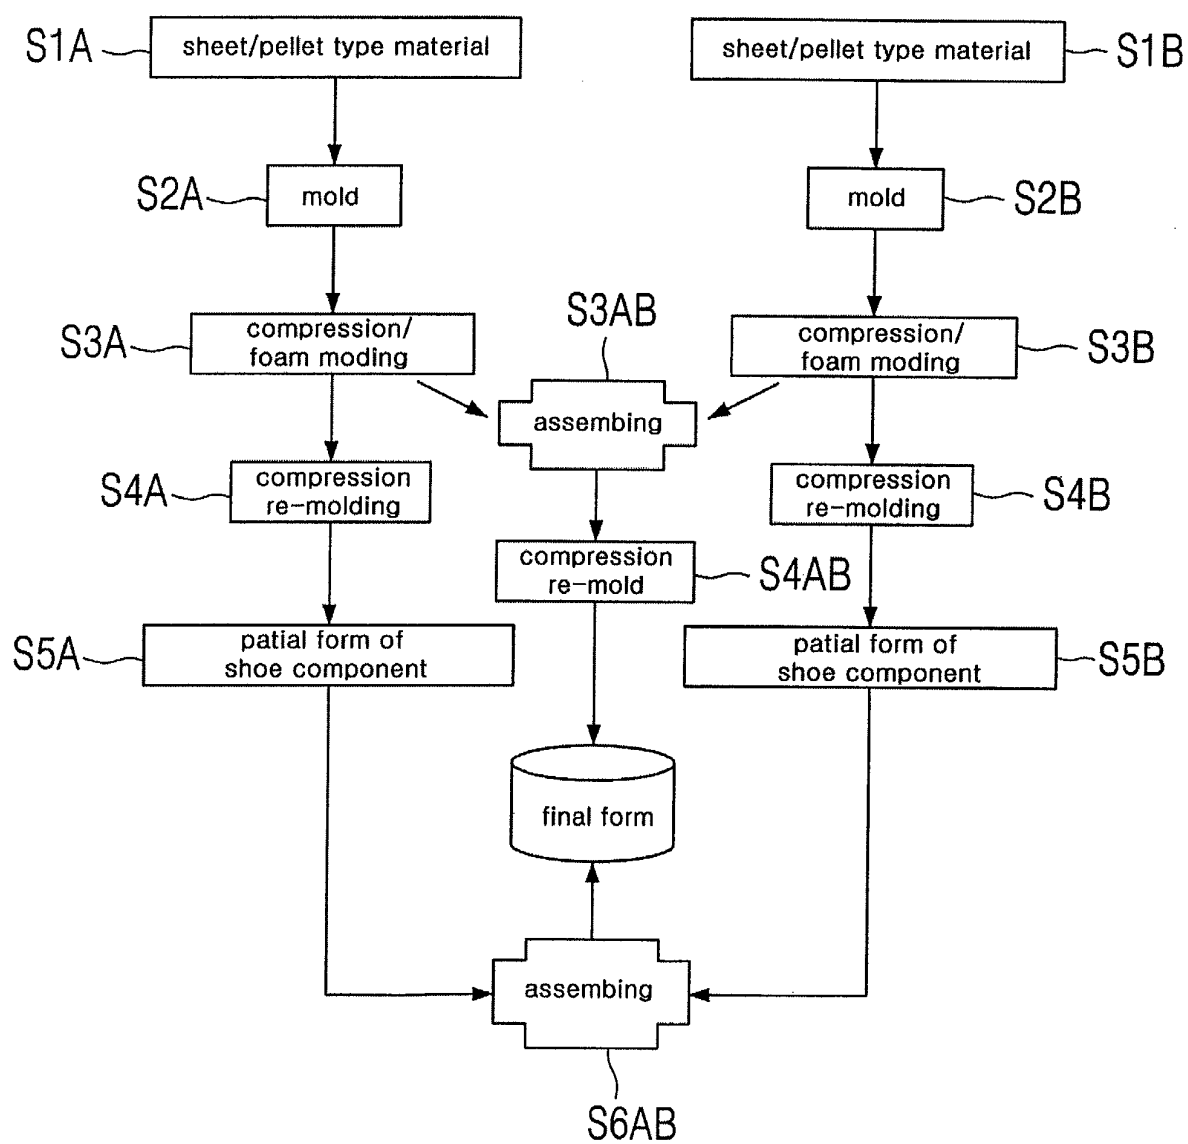 S1A
sheet/pellet type material
sheet/pellet type material
S1B
S2A
mold
mold
S2B
S3A
compression/
foam moding
S3AB
assembing
compression/
foam moding
S3B
S4A
compression
re-molding
compression
re-mold
S4AB
compression
re-molding
S4B
S5A
patial form of
shoe component
patial form of
shoe component
S5B
final form
assembing
S6AB